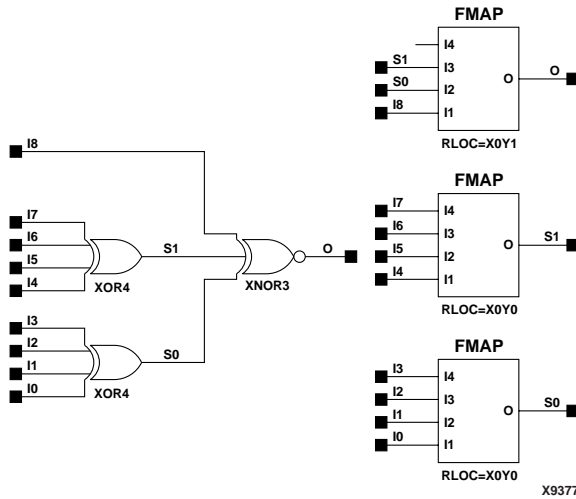 I8
I7
I6
I5
I4
XOR4
S1
I3
I2
I1
I0
XOR4
S0
XNOR3
O
FMAP
I4
S1 I3
S0 I2
I8 I1
O O
RLOC=X0Y1
FMAP
I7 I4
I6 I3
I5 I2
I4 I1
O S1
RLOC=X0Y0
FMAP
I3 I4
I2 I3
I1 I2
I0 I1
O S0
RLOC=X0Y0
X9377